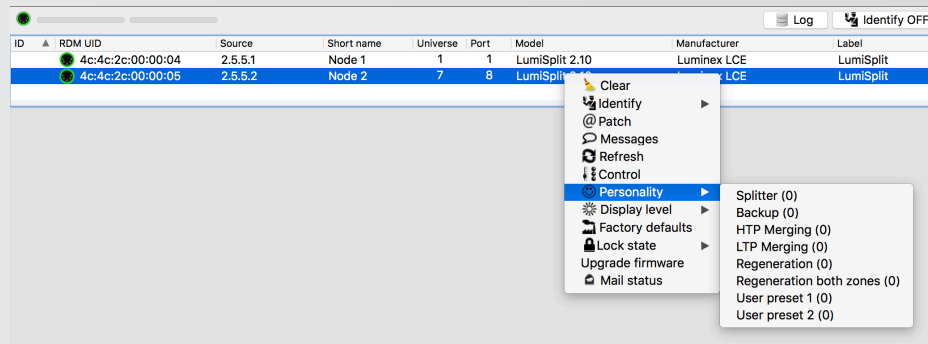 Log Identify OFF
ID RDM UID Source Short name Universe Port Model Manufacturer Label
4c:4c:2c:00:00:04 2.5.5.1 Node 1 1 1 LumiSplit 2.10 Luminex LCE LumiSplit
4c:4c:2c:00:00:05 2.5.5.2 Node 2 7 8 LumiSplit 2.10 Luminex LCE LumiSplit
Clear
Identify
@ Patch
Messages
Refresh
Control
Personality
Display level
Factory defaults
Lock state
Upgrade firmware
Mail status
Splitter (0)
Backup (0)
HTP Merging (0)
LTP Merging (0)
Regeneration (0)
Regeneration both zones (0)
User preset 1 (0)
User preset 2 (0)